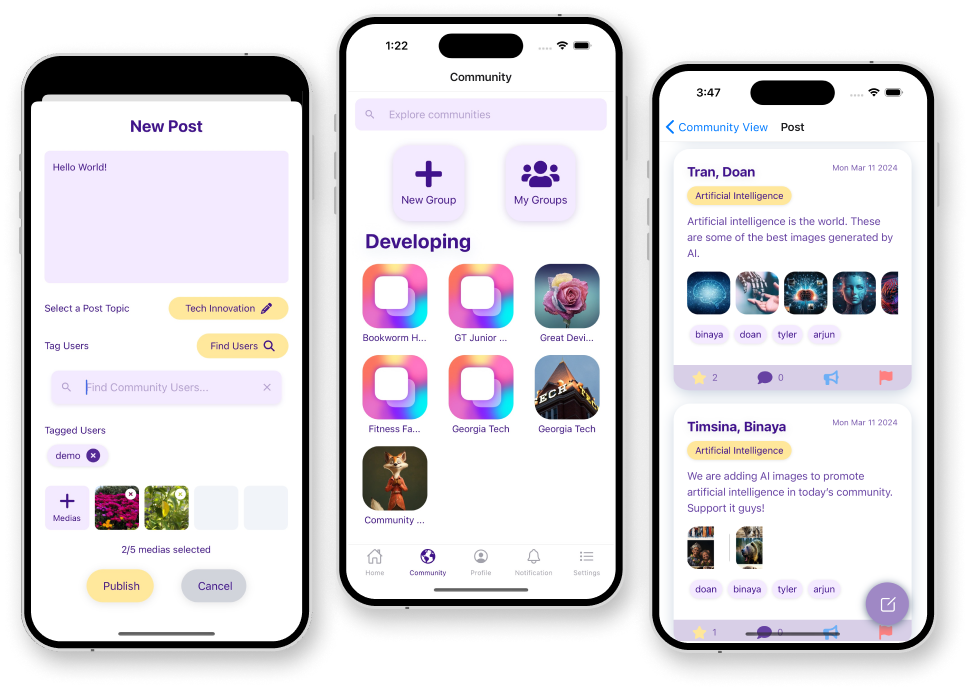 New Post
Hello World!
Select a Post Topic
Tech Innovation
Tag Users
Find Users
Find Community Users...
Tagged Users
demo
Medias
2/5 medias selected
Publish
Cancel
1:22
Community
Explore communities
New Group
My Groups
Developing
Bookworm H...
GT Junior ...
Great Devi...
Fitness Fa...
Georgia Tech
TECH
Georgia Tech
Community ...
Home
Community
Profile
Notification
Settings
3:47
Community View
Post
Tran, Doan
Mon Mar 11 2024
Artificial Intelligence
Artificial intelligence is the world. These
are some of the best images generated by
AI.
binaya
doan
tyler
arjun
2
0
Timsina, Binaya
Mon Mar 11 2024
Artificial Intelligence
We are adding AI images to promote
artificial intelligence in today's community.
Support it guys!
doan
binaya
tyler
arjun
1
0